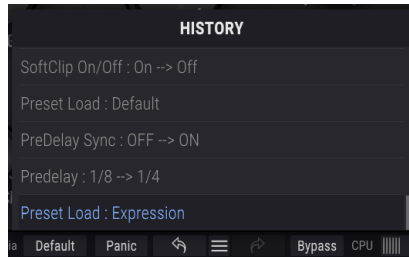 HISTORY
SoftClip On/Off : On --> Off
Preset Load : Default
PreDelay Sync : OFF --> ON
Predelay : 1/8 --> 1/4
Preset Load : Expression
ia Default Panic Bypass CPU